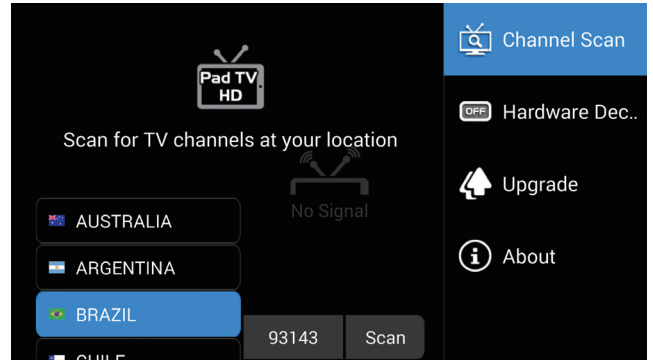 Pad TV
HD
Scan for TV channels at your location
No Signal
AUSTRALIA
ARGENTINA
BRAZIL
CHILE
93143
Scan
Channel Scan
OFF
Hardware Dec..
Upgrade
About